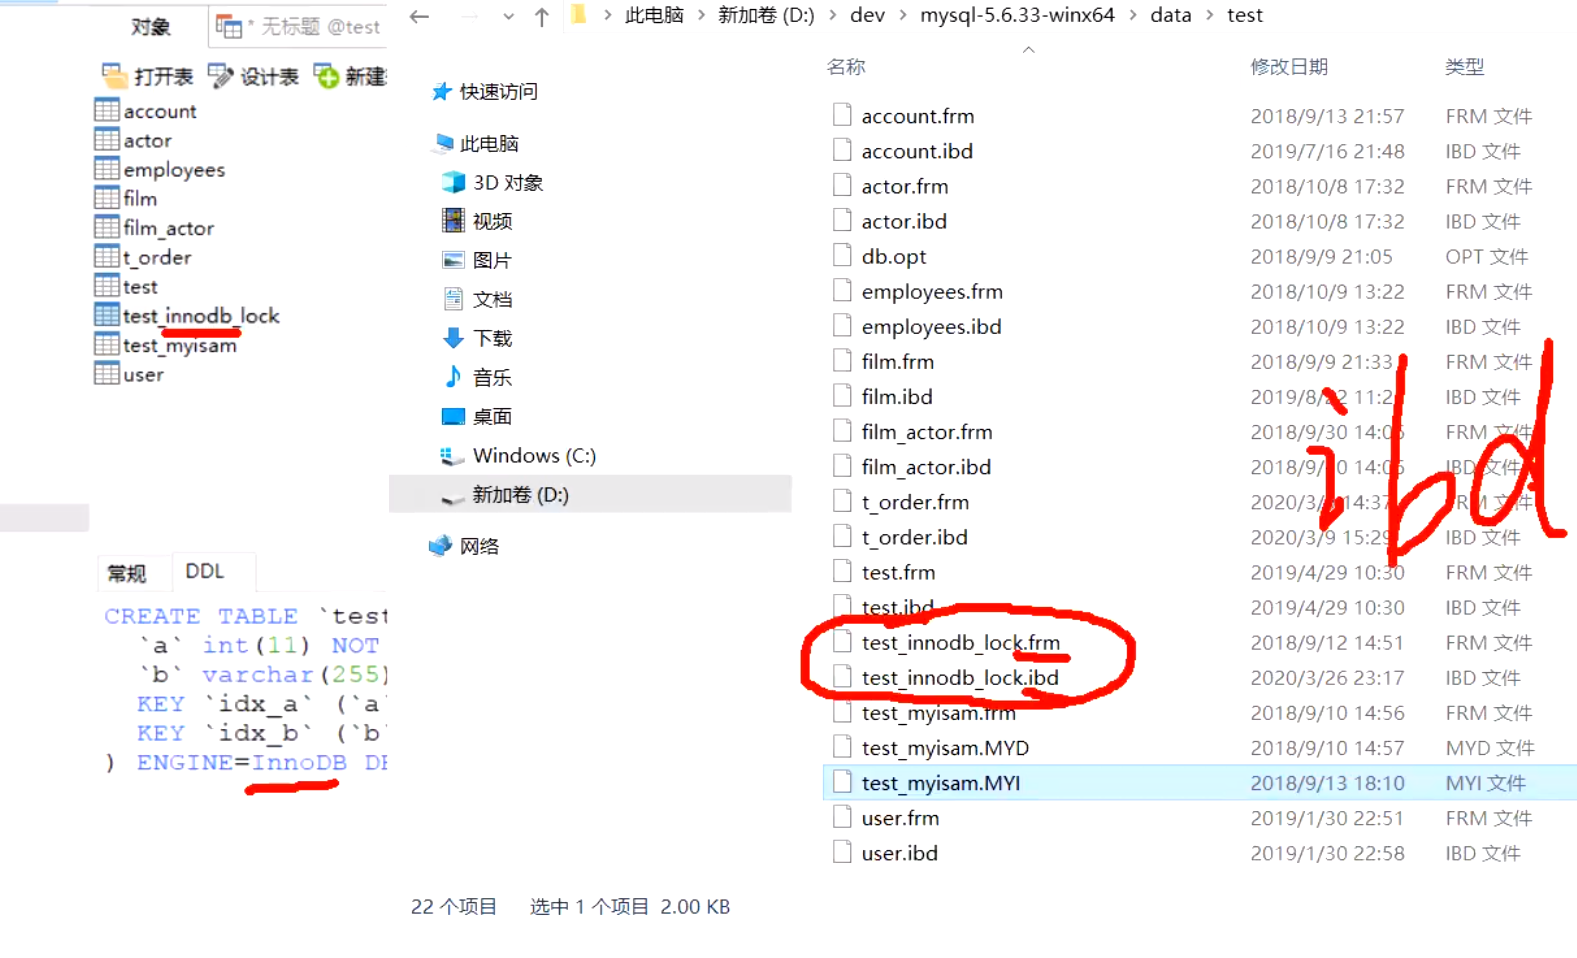 对象
* 无标题 @test
打开表 设计表 新建
account
actor
employees
film
film_actor
t_order
test
test_innodb_lock
test_myisam
user
常规 DDL
CREATE TABLE `test
`a` int(11) NOT
`b` varchar(255)
KEY `idx_a` (`a`
KEY `idx_b` (`b`
) ENGINE=InnoDB DE
此电脑 > 新加卷 (D:) > dev > mysql-5.6.33-winx64 > data > test
快速访问
此电脑
3D 对象
视频
图片
文档
下载
音乐
桌面
Windows (C:)
新加卷 (D:)
网络
名称 修改日期 类型
account.frm 2018/9/13 21:57 FRM 文件
account.ibd 2019/7/16 21:48 IBD 文件
actor.frm 2018/10/8 17:32 FRM 文件
actor.ibd 2018/10/8 17:32 IBD 文件
db.opt 2018/9/9 21:05 OPT 文件
employees.frm 2018/10/9 13:22 FRM 文件
employees.ibd 2018/10/9 13:22 IBD 文件
film.frm 2018/9/9 21:33 FRM 文件
film.ibd 2019/8/22 11:2 IBD 文件
film_actor.frm 2018/9/30 14:06 FRM 文件
film_actor.ibd 2018/9/30 14:06 IBD 文件
t_order.frm 2020/3/ 14:37 FRM 文件
t_order.ibd 2020/3/9 15:29 IBD 文件
test.frm 2019/4/29 10:30 FRM 文件
test.ibd 2019/4/29 10:30 IBD 文件
test_innodb_lock.frm 2018/9/12 14:51 FRM 文件
test_innodb_lock.ibd 2020/3/26 23:17 IBD 文件
test_myisam.frm 2018/9/10 14:56 FRM 文件
test_myisam.MYD 2018/9/10 14:57 MYD 文件
test_myisam.MYI 2018/9/13 18:10 MYI 文件
user.frm 2019/1/30 22:51 FRM 文件
user.ibd 2019/1/30 22:58 IBD 文件
ibd
22 个项目 选中 1 个项目 2.00 KB